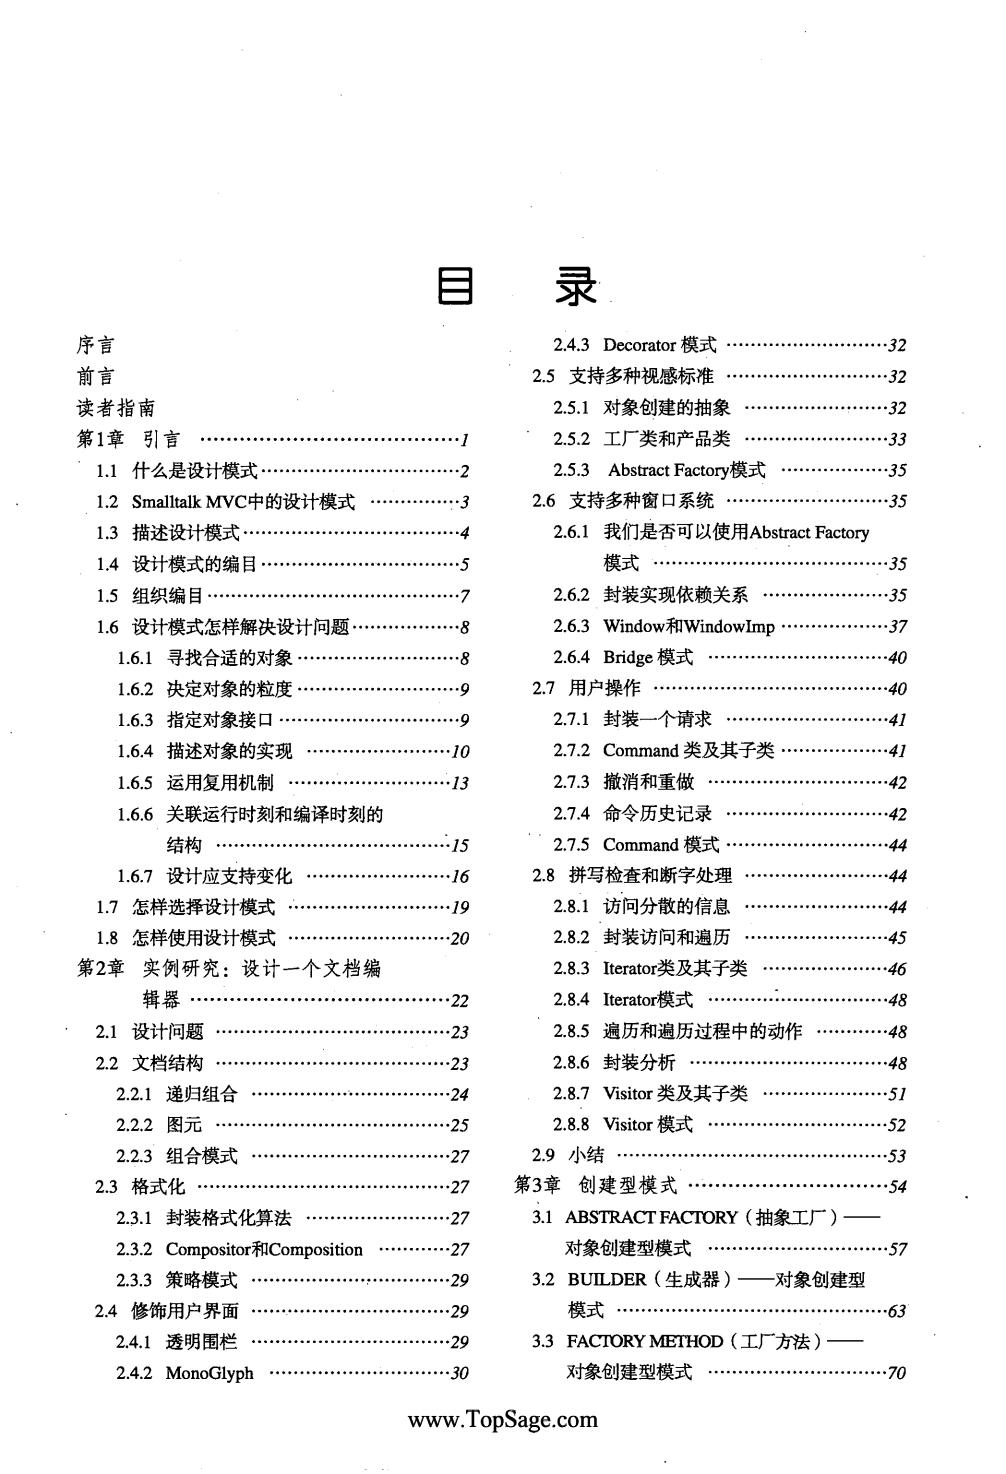 目 录
序言
前言
读者指南
第1章 引言 ········································1
1.1 什么是设计模式································2
1.2 Smalltalk MVC中的设计模式 ···············3
1.3 描述设计模式···································4
1.4 设计模式的编目································5
1.5 组织编目·········································7
1.6 设计模式怎样解决设计问题··················8
1.6.1 寻找合适的对象···························8
1.6.2 决定对象的粒度···························9
1.6.3 指定对象接口······························9
1.6.4 描述对象的实现 ························10
1.6.5 运用复用机制 ···························13
1.6.6 关联运行时刻和编译时刻的
结构 ·······································15
1.6.7 设计应支持变化 ························16
1.7 怎样选择设计模式 ···························19
1.8 怎样使用设计模式 ···························20
第2章 实例研究：设计一个文档编
辑器 ········································22
2.1 设计问题 ·······································23
2.2 文档结构 ·······································23
2.2.1 递归组合 ·································24
2.2.2 图元 ·······································25
2.2.3 组合模式 ·································27
2.3 格式化 ··········································27
2.3.1 封装格式化算法 ························27
2.3.2 Compositor和Composition ············27
2.3.3 策略模式 ·································29
2.4 修饰用户界面 ·································29
2.4.1 透明围栏 ·································29
2.4.2 MonoGlyph ······························30
2.4.3 Decorator 模式 ···························32
2.5 支持多种视感标准 ···························32
2.5.1 对象创建的抽象 ························32
2.5.2 工厂类和产品类 ························33
2.5.3 Abstract Factory模式 ··················35
2.6 支持多种窗口系统 ···························35
2.6.1 我们是否可以使用Abstract Factory
模式 ·······································35
2.6.2 封装实现依赖关系 ·····················35
2.6.3 Window和WindowImp ··················37
2.6.4 Bridge 模式 ······························40
2.7 用户操作 ·······································40
2.7.1 封装一个请求 ···························41
2.7.2 Command 类及其子类 ··················41
2.7.3 撤消和重做 ······························42
2.7.4 命令历史记录 ···························42
2.7.5 Command 模式 ···························44
2.8 拼写检查和断字处理 ························44
2.8.1 访问分散的信息 ························44
2.8.2 封装访问和遍历 ························45
2.8.3 Iterator类及其子类 ·····················46
2.8.4 Iterator模式 ······························48
2.8.5 遍历和遍历过程中的动作 ············48
2.8.6 封装分析 ·································48
2.8.7 Visitor 类及其子类 ·····················51
2.8.8 Visitor 模式 ······························52
2.9 小结 ·············································53
第3章 创建型模式 ·······························54
3.1 ABSTRACT FACTORY（抽象工厂）——
对象创建型模式 ······························57
3.2 BUILDER（生成器）——对象创建型
模式 ·············································63
3.3 FACTORY METHOD（工厂方法）——
对象创建型模式 ······························70
www.TopSage.com